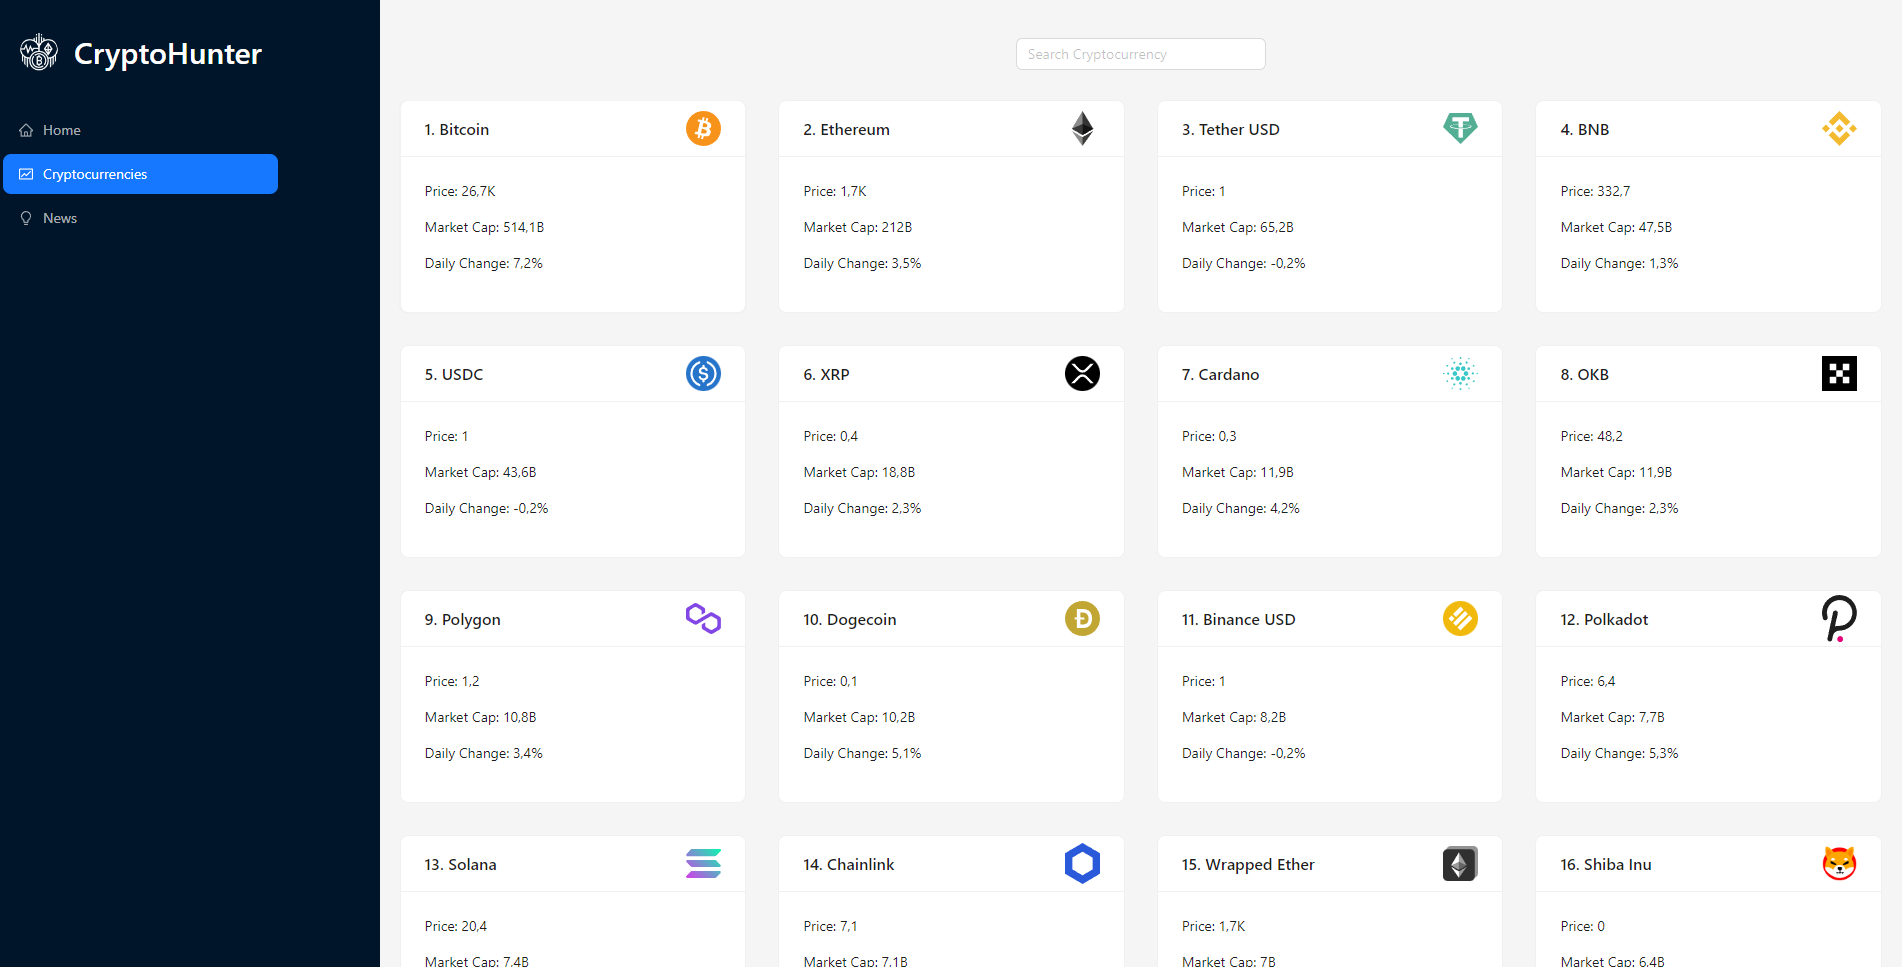 CryptoHunter
Home
Cryptocurrencies
News
Search Cryptocurrency
1. Bitcoin
Price: 26,7K
Market Cap: 514,1B
Daily Change: 7,2%
2. Ethereum
Price: 1,7K
Market Cap: 212B
Daily Change: 3,5%
3. Tether USD
Price: 1
Market Cap: 65,2B
Daily Change: -0,2%
4. BNB
Price: 332,7
Market Cap: 47,5B
Daily Change: 1,3%
5. USDC
Price: 1
Market Cap: 43,6B
Daily Change: -0,2%
6. XRP
Price: 0,4
Market Cap: 18,8B
Daily Change: 2,3%
7. Cardano
Price: 0,3
Market Cap: 11,9B
Daily Change: 4,2%
8. OKB
Price: 48,2
Market Cap: 11,9B
Daily Change: 2,3%
9. Polygon
Price: 1,2
Market Cap: 10,8B
Daily Change: 3,4%
10. Dogecoin
Price: 0,1
Market Cap: 10,2B
Daily Change: 5,1%
11. Binance USD
Price: 1
Market Cap: 8,2B
Daily Change: -0,2%
12. Polkadot
Price: 6,4
Market Cap: 7,7B
Daily Change: 5,3%
13. Solana
Price: 20,4
Market Cap: 7,4B
14. Chainlink
Price: 7,1
Market Cap: 7,1B
15. Wrapped Ether
Price: 1,7K
Market Cap: 7B
16. Shiba Inu
Price: 0
Market Cap: 6,4B